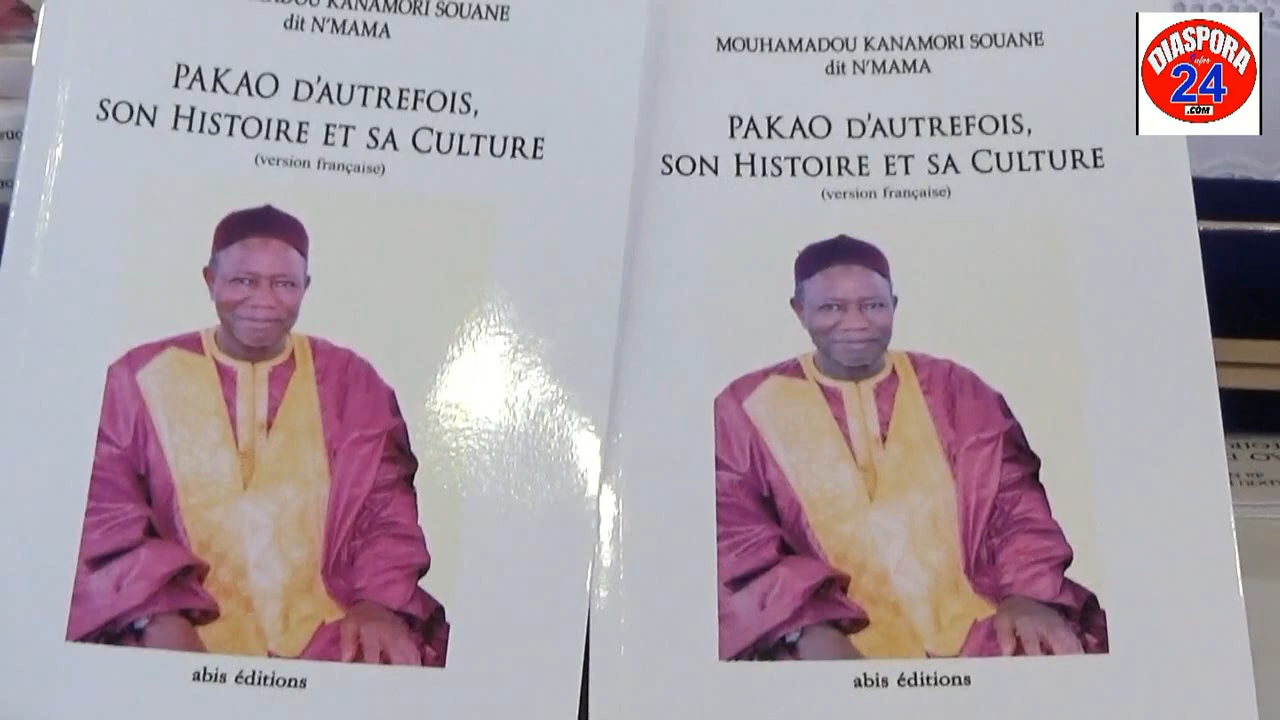 KANAMORI SOUANE
dit N'MAMA
PAKAO D'AUTREFOIS,
SON HISTOIRE ET SA CULTURE
(version française)
abis éditions
MOUHAMADOU KANAMORI SOUANE
dit N'MAMA
PAKAO D'AUTREFOIS,
SON HISTOIRE ET SA CULTURE
(version française)
abis éditions
DIASPORA
24
.COM